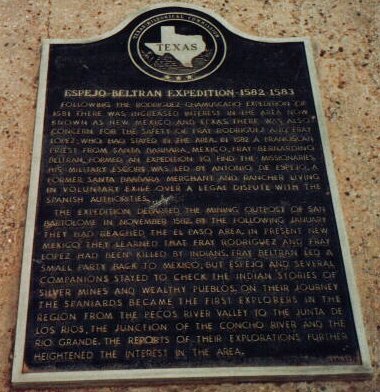 TEXAS HISTORICAL COMMISSION
TEXAS
ESPEJO-BELTRAN EXPEDITION 1582-1583
FOLLOWING THE RODRIGUEZ-CHAMUSCADO EXPEDITION OF
1581, THERE WAS INCREASED INTEREST IN THE AREA NOW
KNOWN AS NEW MEXICO AND TEXAS. THERE WAS ALSO
CONCERN FOR THE SAFETY OF FRAY RODRIGUEZ AND FRAY
LOPEZ, WHO HAD STAYED IN THE AREA. IN 1582 A FRANCISCAN
PRIEST FROM SANTA BARBARA, MEXICO, FRAY BERNARDINO
BELTRAN, FORMED AN EXPEDITION TO FIND THE MISSIONARIES.
HIS MILITARY ESCORT WAS LED BY ANTONIO DE ESPEJO, A
FORMER SANTA BARBARA MERCHANT AND RANCHER LIVING
IN VOLUNTARY EXILE OVER A LEGAL DISPUTE WITH THE
SPANISH AUTHORITIES.
THE EXPEDITION DEPARTED THE MINING OUTPOST OF SAN
BARTOLOME IN NOVEMBER 1582. BY THE FOLLOWING JANUARY
THEY HAD REACHED THE EL PASO AREA. IN PRESENT NEW
MEXICO THEY LEARNED THAT FRAY RODRIGUEZ AND FRAY
LOPEZ HAD BEEN KILLED BY INDIANS. FRAY BELTRAN LED A
SMALL PARTY BACK TO MEXICO, BUT ESPEJO AND SEVERAL
COMPANIONS STAYED TO CHECK THE INDIAN STORIES OF
SILVER MINES AND WEALTHY PUEBLOS. ON THEIR JOURNEY
THE SPANIARDS BECAME THE FIRST EXPLORERS IN THE
REGION FROM THE PECOS RIVER VALLEY TO THE JUNTA DE
LOS RIOS, THE JUNCTION OF THE CONCHO RIVER AND THE
RIO GRANDE. THE REPORTS OF THEIR EXPLORATIONS FURTHER
HEIGHTENED THE INTEREST IN THE AREA.